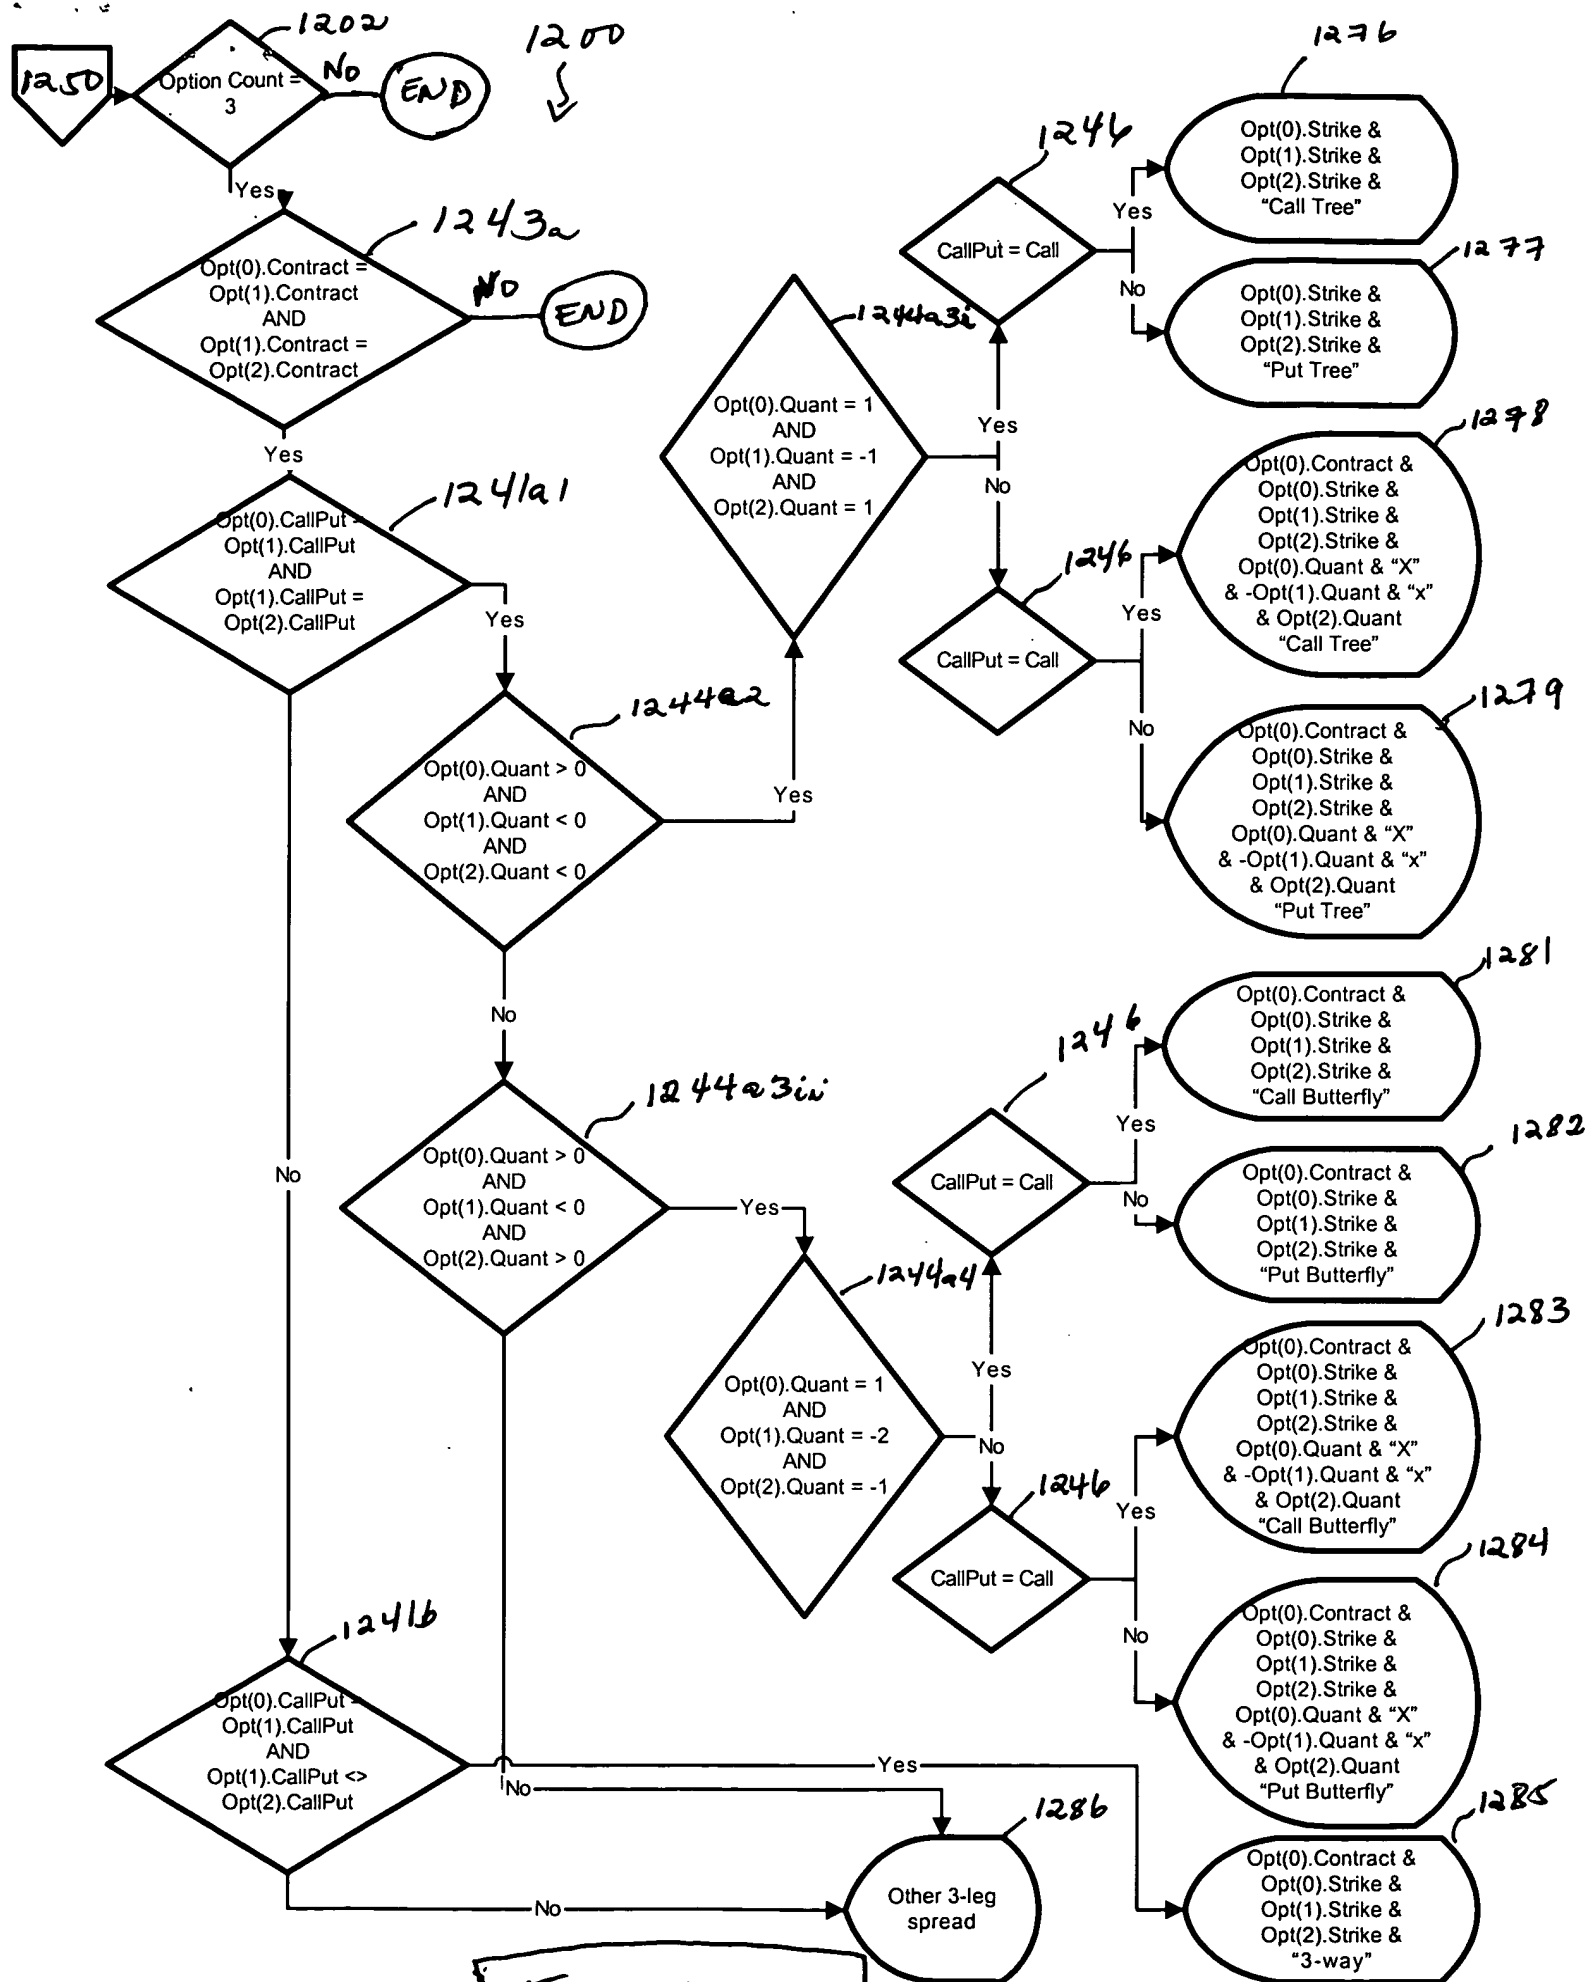 1250
1202
Option Count =
3
No
END
1200
Yes
1243a
Opt(0).Contract =
Opt(1).Contract
AND
Opt(1).Contract =
Opt(2).Contract
No
END
Yes
1241a1
Opt(0).CallPut =
Opt(1).CallPut
AND
Opt(1).CallPut =
Opt(2).CallPut
Yes
No
1244a2
Opt(0).Quant > 0
AND
Opt(1).Quant < 0
AND
Opt(2).Quant < 0
Yes
No
1244a3i
Opt(0).Quant = 1
AND
Opt(1).Quant = -1
AND
Opt(2).Quant = 1
Yes
No
1246
CallPut = Call
Yes
No
1276
Opt(0).Strike &
Opt(1).Strike &
Opt(2).Strike &
“Call Tree”
1277
Opt(0).Strike &
Opt(1).Strike &
Opt(2).Strike &
“Put Tree”
1246
CallPut = Call
Yes
No
1278
Opt(0).Contract &
Opt(0).Strike &
Opt(1).Strike &
Opt(2).Strike &
Opt(0).Quant & “X”
& -Opt(1).Quant & “x”
& Opt(2).Quant
“Call Tree”
1279
Opt(0).Contract &
Opt(0).Strike &
Opt(1).Strike &
Opt(2).Strike &
Opt(0).Quant & “X”
& -Opt(1).Quant & “x”
& Opt(2).Quant
“Put Tree”
1244a3ii
Opt(0).Quant > 0
AND
Opt(1).Quant < 0
AND
Opt(2).Quant > 0
Yes
1244a4
Opt(0).Quant = 1
AND
Opt(1).Quant = -2
AND
Opt(2).Quant = -1
Yes
No
1246
CallPut = Call
Yes
No
1281
Opt(0).Contract &
Opt(0).Strike &
Opt(1).Strike &
Opt(2).Strike &
“Call Butterfly”
1282
Opt(0).Contract &
Opt(0).Strike &
Opt(1).Strike &
Opt(2).Strike &
“Put Butterfly”
1246
CallPut = Call
Yes
No
1283
Opt(0).Contract &
Opt(0).Strike &
Opt(1).Strike &
Opt(2).Strike &
Opt(0).Quant & “X”
& -Opt(1).Quant & “x”
& Opt(2).Quant
“Call Butterfly”
1284
Opt(0).Contract &
Opt(0).Strike &
Opt(1).Strike &
Opt(2).Strike &
Opt(0).Quant & “X”
& -Opt(1).Quant & “x”
& Opt(2).Quant
“Put Butterfly”
1241b
Opt(0).CallPut =
Opt(1).CallPut
AND
Opt(1).CallPut <>
Opt(2).CallPut
Yes
No
No
1286
Other 3-leg
spread
1285
Opt(0).Contract &
Opt(0).Strike &
Opt(1).Strike &
Opt(2).Strike &
“3-way”